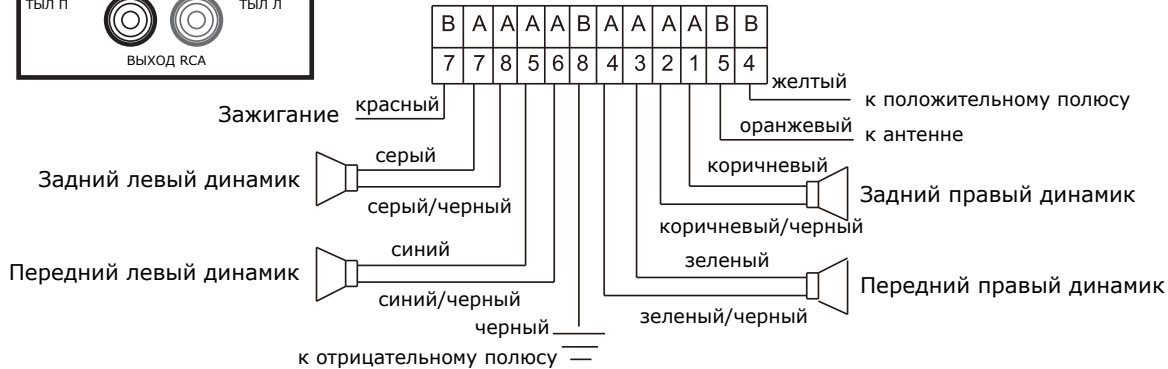 ТЫЛ П ТЫЛ Л
ВЫХОД RCA
B A A A A B A A A A B B
7 7 8 5 6 8 4 3 2 1 5 4
желтый
к положительному полюсу
Зажигание красный
оранжевый к антенне
серый
коричневый
Задний левый динамик
Задний правый динамик
серый/черный
коричневый/черный
синий
зеленый
Передний левый динамик
Передний правый динамик
синий/черный
зеленый/черный
черный
к отрицательному полюсу